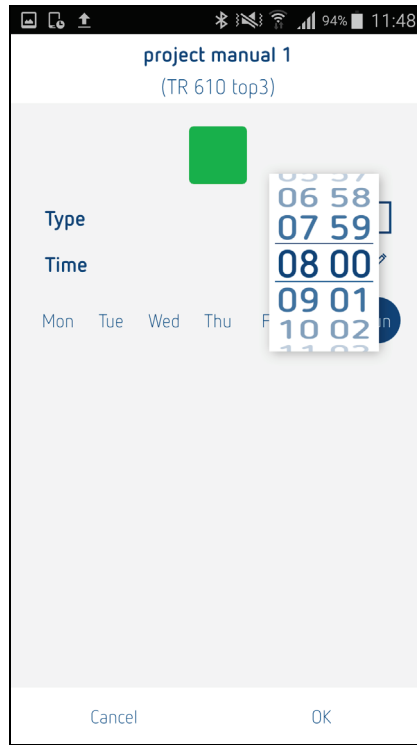 94% 11:48
project manual 1
(TR 610 top3)
06 58
Type
07 59
Time
08 00
09 01
Mon Tue Wed Thu F
10 02
Cancel OK